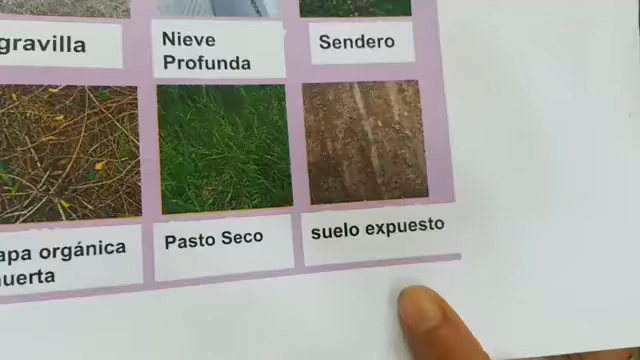 gravilla
Nieve
Profunda
Sendero
apa orgánica
uerta
Pasto Seco
suelo expuesto